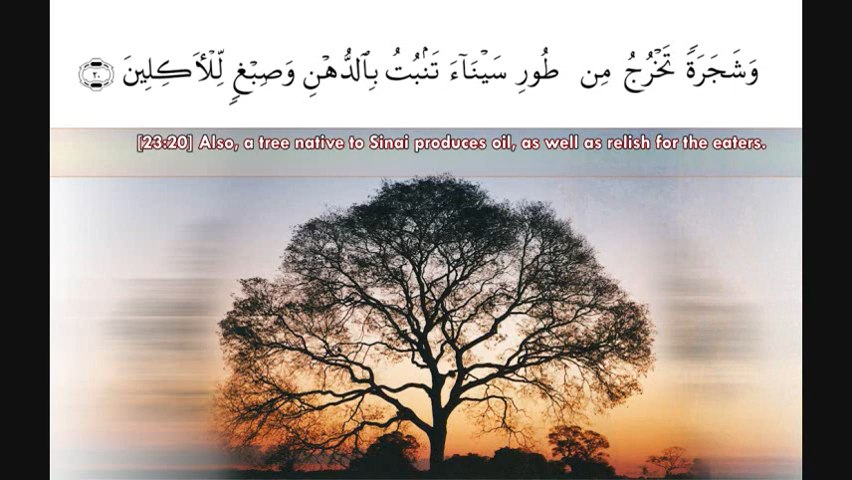 وَشَجَرَةً تَخْرُجُ مِن طُورِ سَيْنَآءَ تَنۢبُتُ بِٱلدُّهْنِ وَصِبْغٍ لِّلْأَكِلِينَ ٢٠
[23:20] Also, a tree native to Sinai produces oil, as well as relish for the eaters.